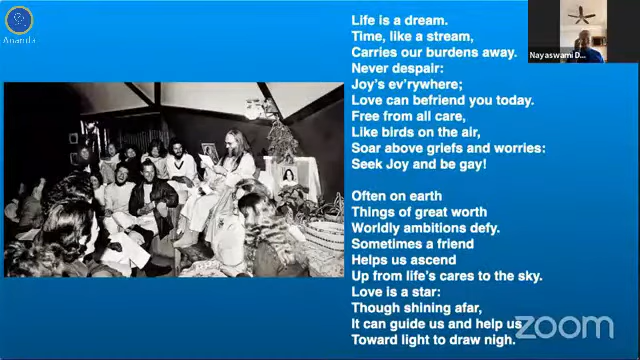 Ananda
Life is a dream.
Time, like a stream,
Carries our burdens away.
Never despair:
Joy's ev'rywhere;
Love can befriend you today.
Free from all care,
Like birds on the air,
Soar above griefs and worries:
Seek Joy and be gay!
Often on earth
Things of great worth
Worldly ambitions defy.
Sometimes a friend
Helps us ascend
Up from life's cares to the sky.
Love is a star:
Though shining afar,
It can guide us and help us
Toward light to draw nigh.
Nayaswami D...
zoom